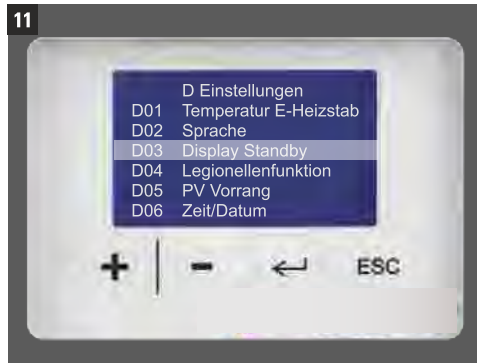 11
D Einstellungen
D01 Temperatur E-Heizstab
D02 Sprache
D03 Display Standby
D04 Legionellenfunktion
D05 PV Vorrang
D06 Zeit/Datum
+ - ESC